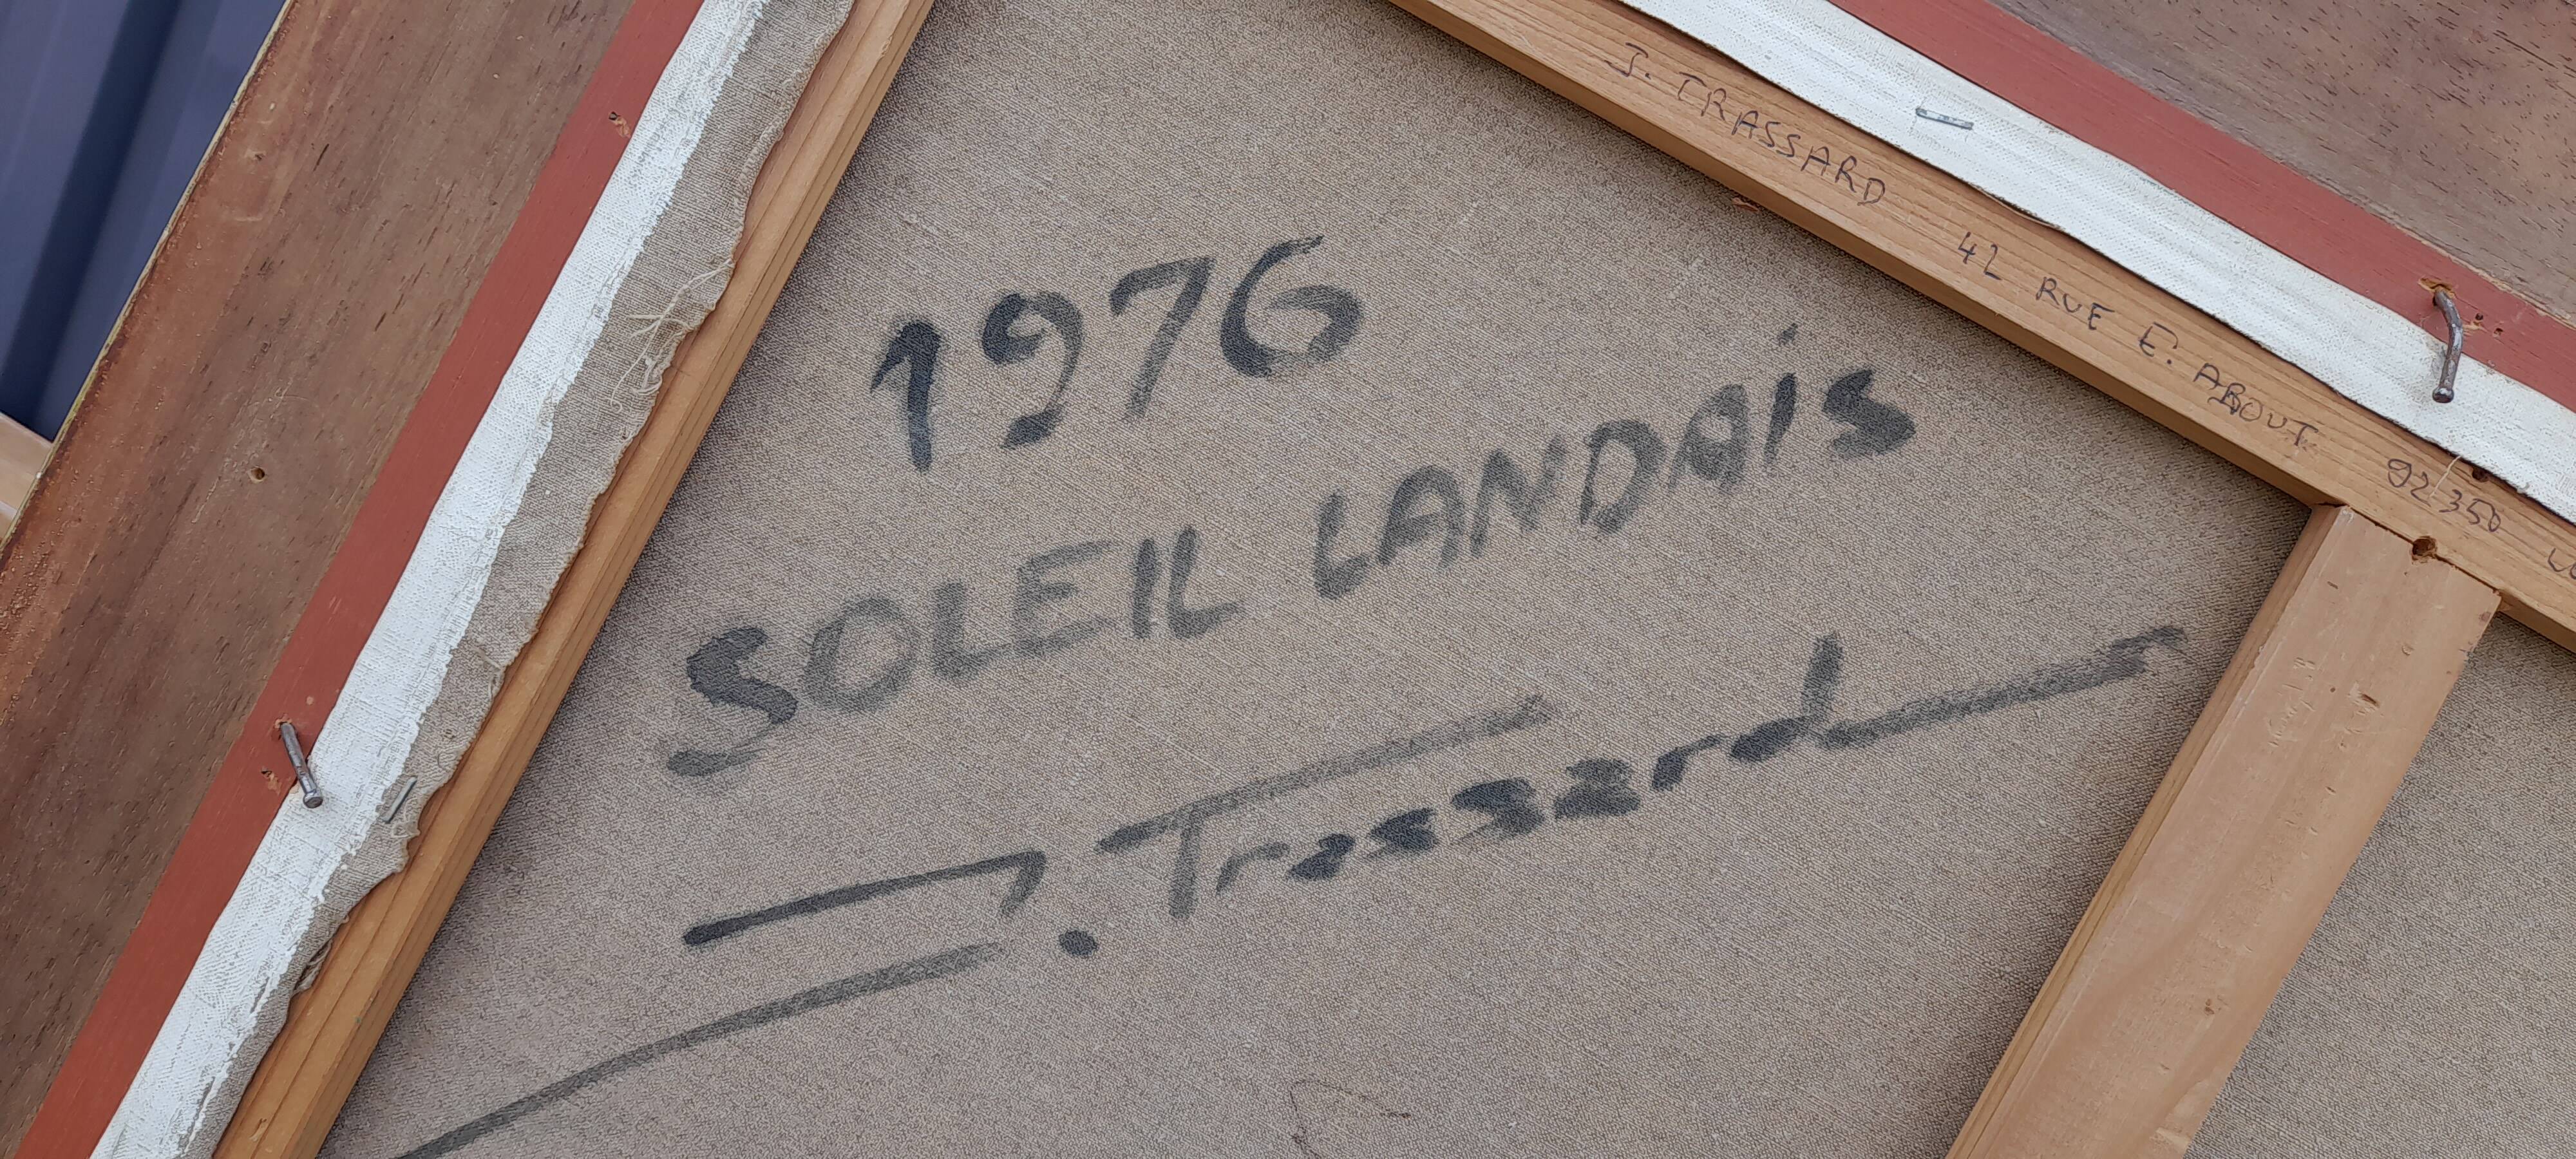 J. TRASSARD 42 RUE E. ABOUT 92350
1976
SOLEIL LANDAIS
J. Trassard